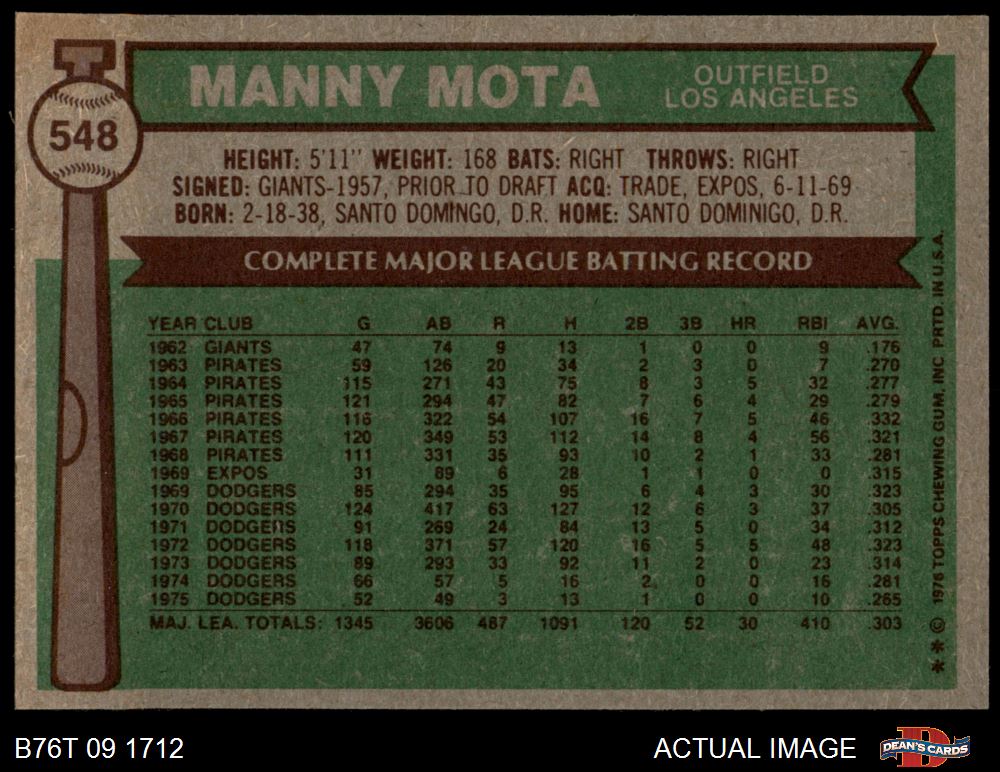 MANNY MOTA
OUTFIELD
LOS ANGELES
548
HEIGHT: 5'11" WEIGHT: 168 BATS: RIGHT THROWS: RIGHT
SIGNED: GIANTS-1957, PRIOR TO DRAFT ACQ: TRADE, EXPOS, 6-11-69
BORN: 2-18-38, SANTO DOMINGO, D.R. HOME: SANTO DOMINIGO, D.R.
COMPLETE MAJOR LEAGUE BATTING RECORD
YEAR CLUB G AB R H 2B 3B HR RBI AVG.
1962 GIANTS 47 74 9 13 1 0 0 9 .176
1963 PIRATES 59 126 20 34 2 3 0 7 .270
1964 PIRATES 115 271 43 75 8 3 5 32 .277
1965 PIRATES 121 294 47 82 7 6 4 29 .279
1966 PIRATES 116 322 54 107 16 7 5 46 .332
1967 PIRATES 120 349 53 112 14 8 4 56 .321
1968 PIRATES 111 331 35 93 10 2 1 33 .281
1969 EXPOS 31 89 6 28 1 1 0 0 .315
1969 DODGERS 85 294 35 95 6 4 3 30 .323
1970 DODGERS 124 417 63 127 12 6 3 37 .305
1971 DODGERS 91 269 24 84 13 5 0 34 .312
1972 DODGERS 118 371 57 120 16 5 5 48 .323
1973 DODGERS 89 293 33 92 11 2 0 23 .314
1974 DODGERS 66 57 5 16 2 0 0 16 .281
1975 DODGERS 52 49 3 13 1 0 0 10 .265
MAJ. LEA. TOTALS: 1345 3606 487 1091 120 52 30 410 .303
** © 1976 TOPPS CHEWING GUM, INC PRTD. IN U.S.A.
B76T 09 1712
ACTUAL IMAGE
D
DEAN'S CARDS